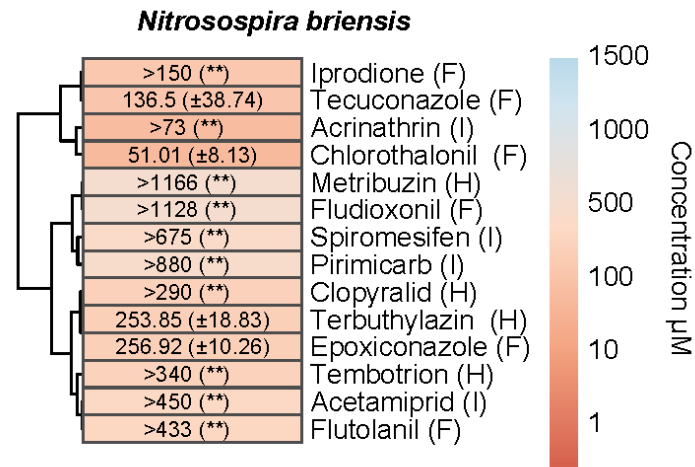 Nitrosospira briensis
>150 (**) Iprodione (F)
136.5 (±38.74) Tecuconazole (F)
>73 (**) Acrinathrin (I)
51.01 (±8.13) Chlorothalonil (F)
>1166 (**) Metribuzin (H)
>1128 (**) Fludioxonil (F)
>675 (**) Spiromesifen (I)
>880 (**) Pirimicarb (I)
>290 (**) Clopyralid (H)
253.85 (±18.83) Terbuthylazin (H)
256.92 (±10.26) Epoxiconazole (F)
>340 (**) Tembotrion (H)
>450 (**) Acetamiprid (I)
>433 (**) Flutolanil (F)
1500
1000
500
100
10
1
Concentration µM